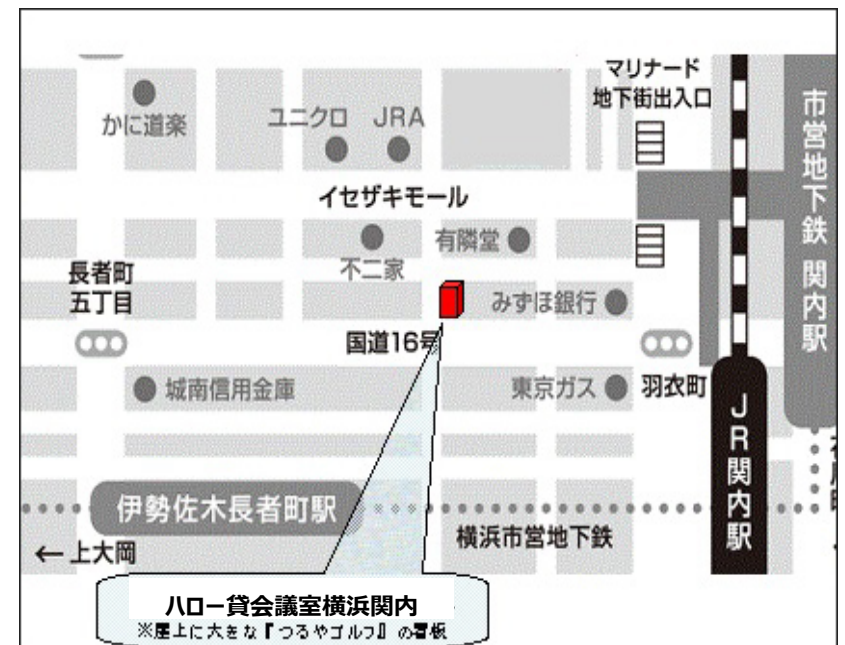 マリナード
地下街出入口
かに道楽
ユニクロ
JRA
市営地下鉄 関内駅
イセザキモール
不二家
有隣堂
長者町
五丁目
みずほ銀行
国道16号
城南信用金庫
東京ガス
羽衣町
JR関内駅
伊勢佐木長者町駅
横浜市営地下鉄
←上大岡
ハロー貸会議室横浜関内
※屋上に大きな『つるやゴルフ』の看板